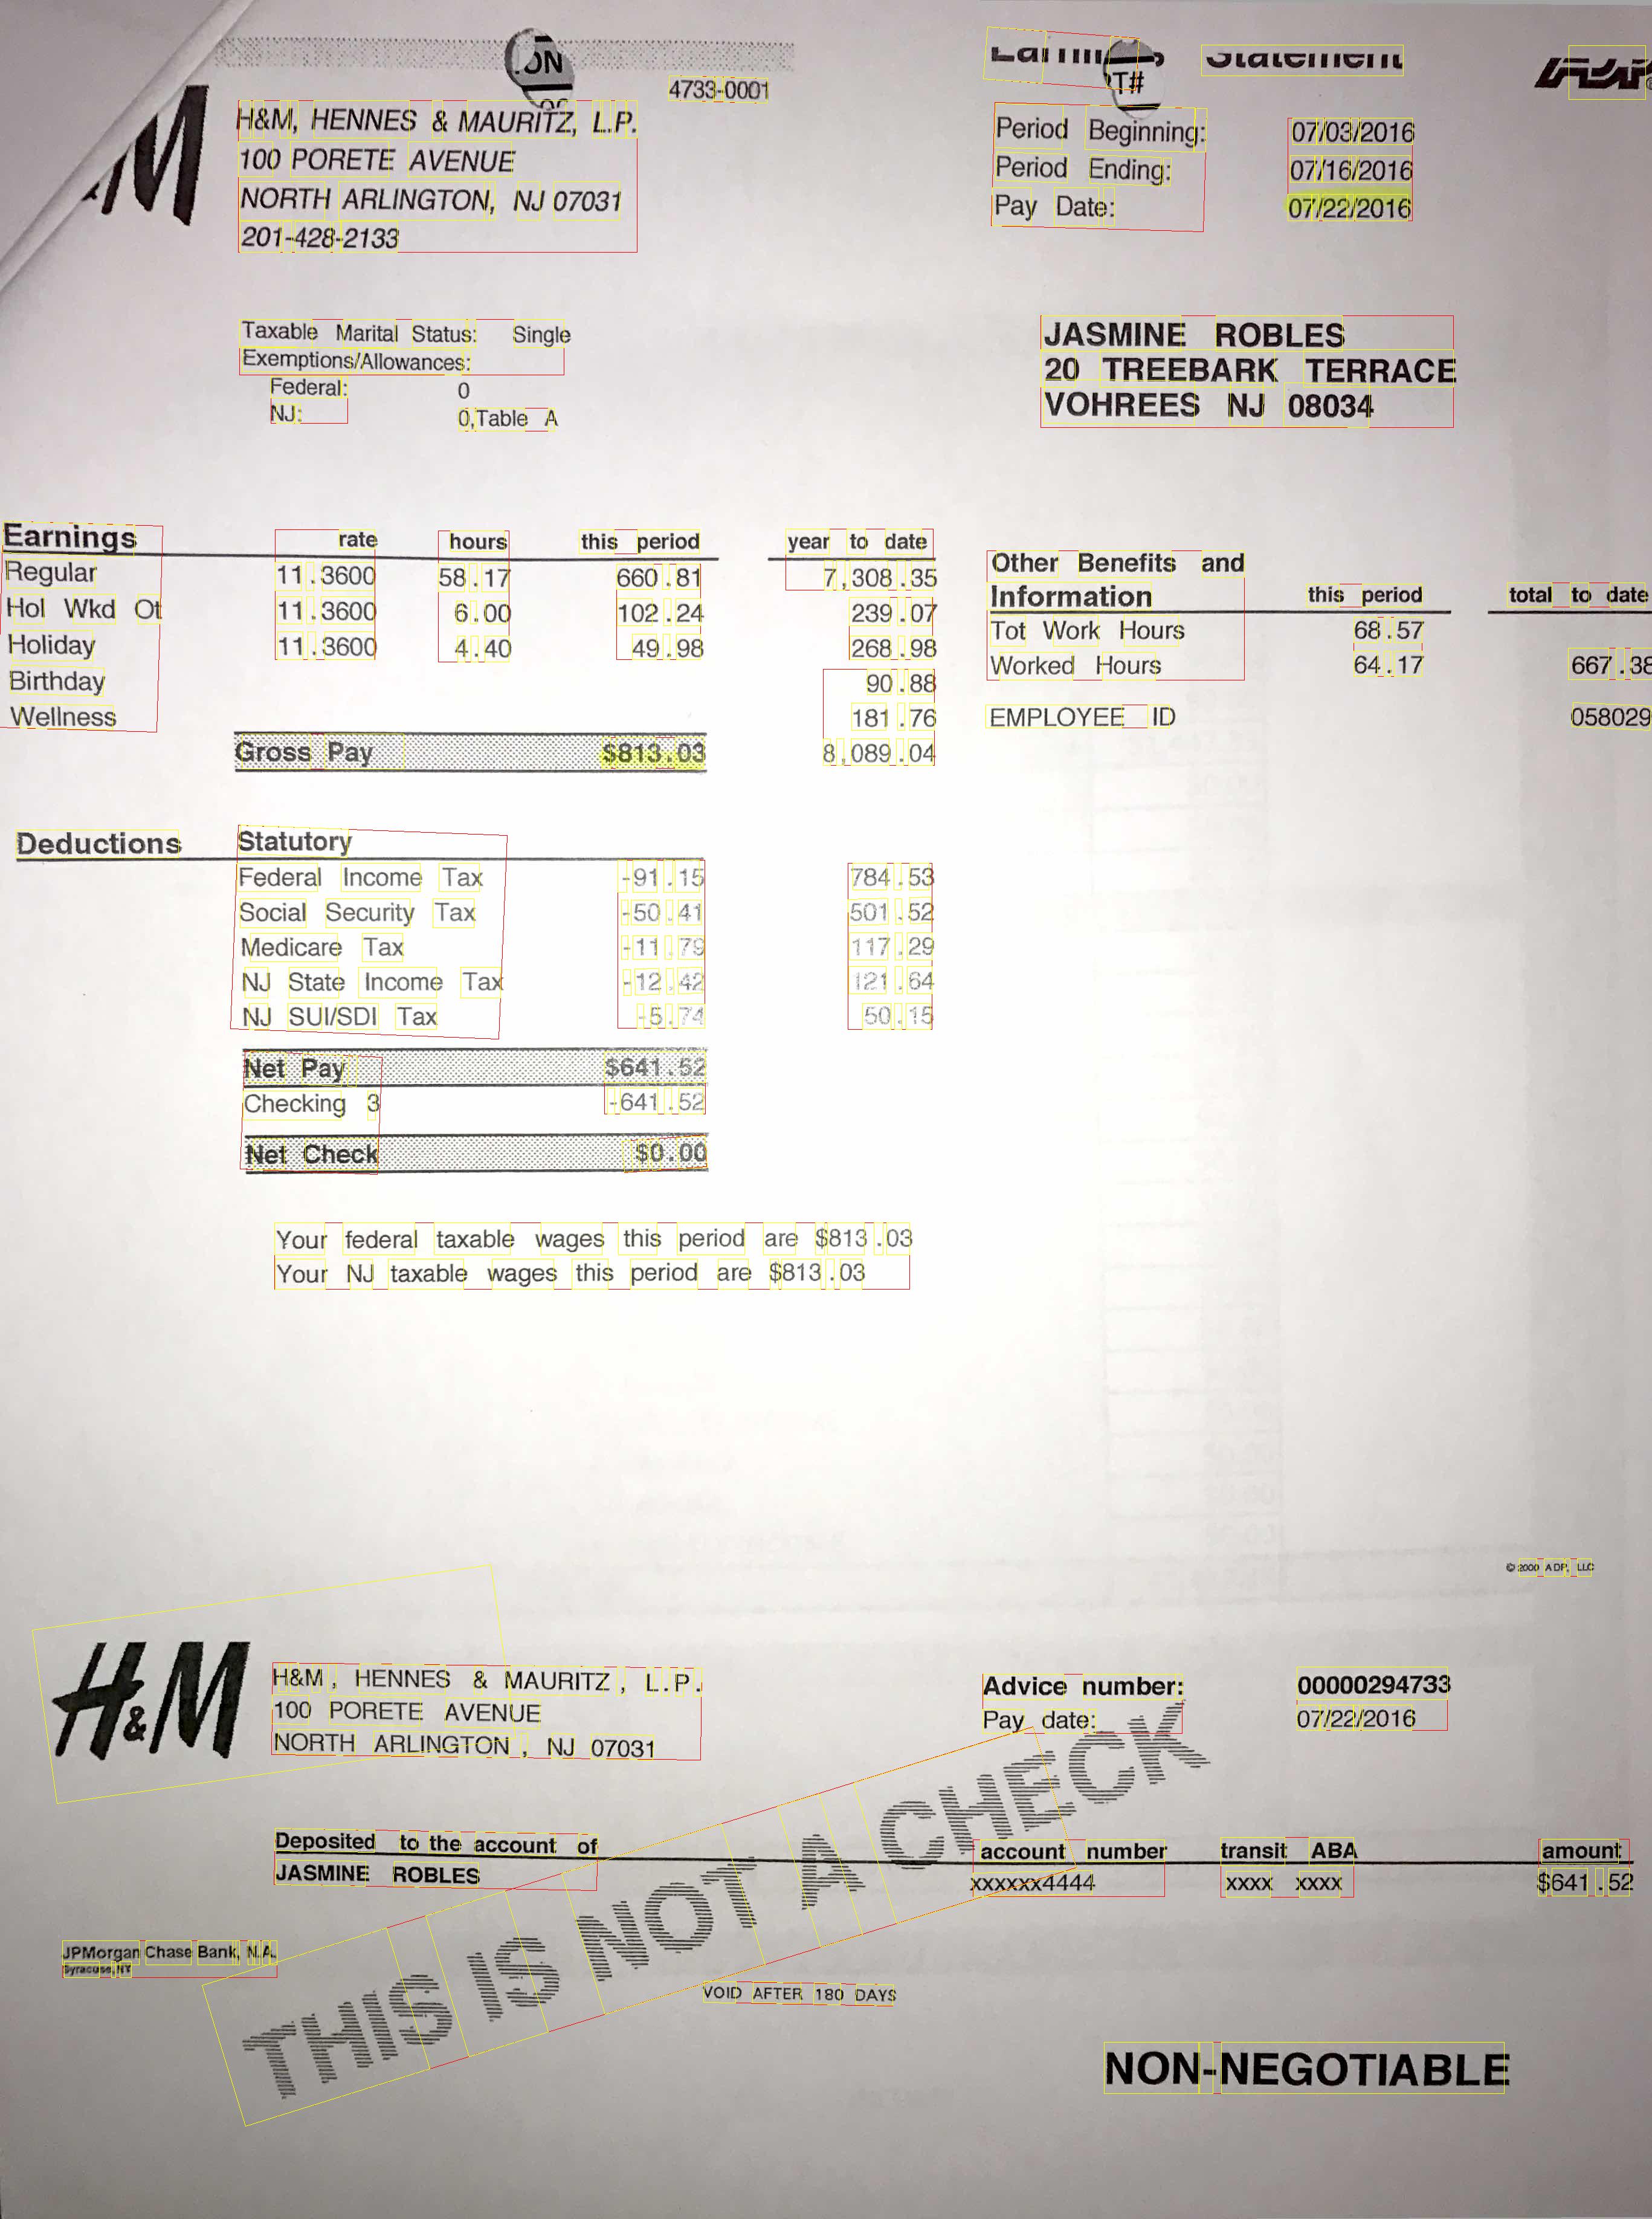 4733-0001
H&M, HENNES & MAURITZ, L.P.
100 PORETE AVENUE
NORTH ARLINGTON, NJ 07031
201-428-2133
Statement
Period Beginning: 07/03/2016
Period Ending: 07/16/2016
Pay Date: 07/22/2016
Taxable Marital Status: Single
Exemptions/Allowances:
Federal: 0
NJ: 0,Table A
JASMINE ROBLES
20 TREEBARK TERRACE
VOHREES NJ 08034
Earnings rate hours this period year to date
Regular 11.3600 58.17 660.81 7,308.35
Hol Wkd Ot 11.3600 6.00 102.24 239.07
Holiday 11.3600 4.40 49.98 268.98
Birthday 90.88
Wellness 181.76
Gross Pay $813.03 8,089.04
Other Benefits and
Information this period total to date
Tot Work Hours 68.57
Worked Hours 64.17 667.38
EMPLOYEE ID 058029
Deductions Statutory
Federal Income Tax -91.15 784.53
Social Security Tax -50.41 501.52
Medicare Tax -11.79 117.29
NJ State Income Tax -12.42 121.64
NJ SUI/SDI Tax -5.74 50.15
Net Pay $641.52
Checking 3 -641.52
Net Check $0.00
Your federal taxable wages this period are $813.03
Your NJ taxable wages this period are $813.03
© 2000 ADP, LLC
H&M
H&M, HENNES & MAURITZ, L.P.
100 PORETE AVENUE
NORTH ARLINGTON, NJ 07031
Advice number: 00000294733
Pay date: 07/22/2016
THIS IS NOT A CHECK
Deposited to the account of account number transit ABA amount
JASMINE ROBLES xxxxxx4444 xxxx xxxx $641.52
JPMorgan Chase Bank, N.A.
Syracuse, NY
VOID AFTER 180 DAYS
NON-NEGOTIABLE